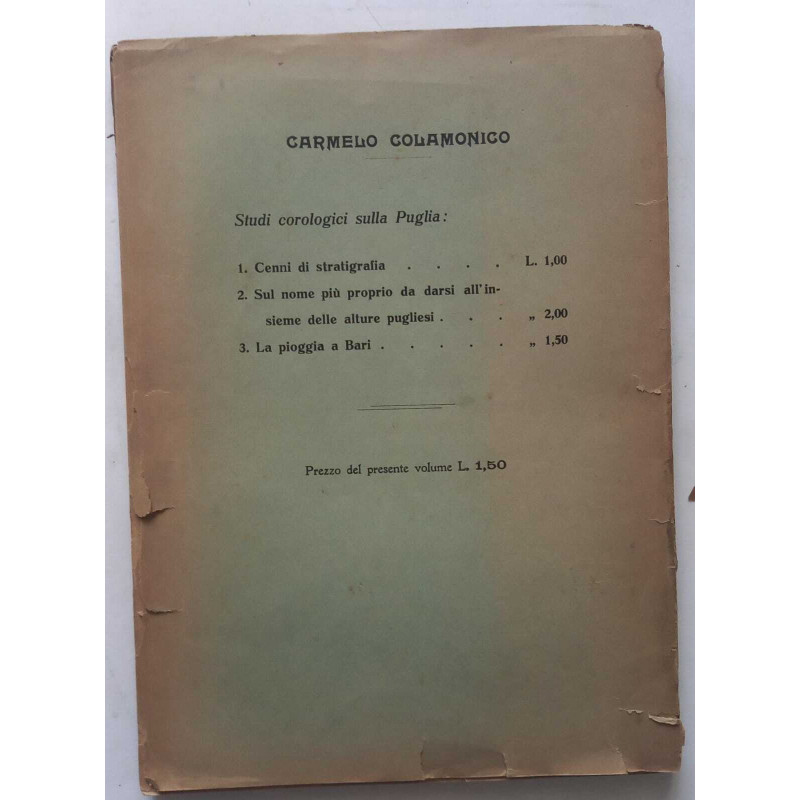 CARMELO COLAMONICO
Studi corologici sulla Puglia:
1. Cenni di stratigrafia . . . . L. 1,00
2. Sul nome più proprio da darsi all'in-
sieme delle alture pugliesi . . . „ 2,00
3. La pioggia a Bari . . . . . „ 1,50
Prezzo del presente volume L. 1,50